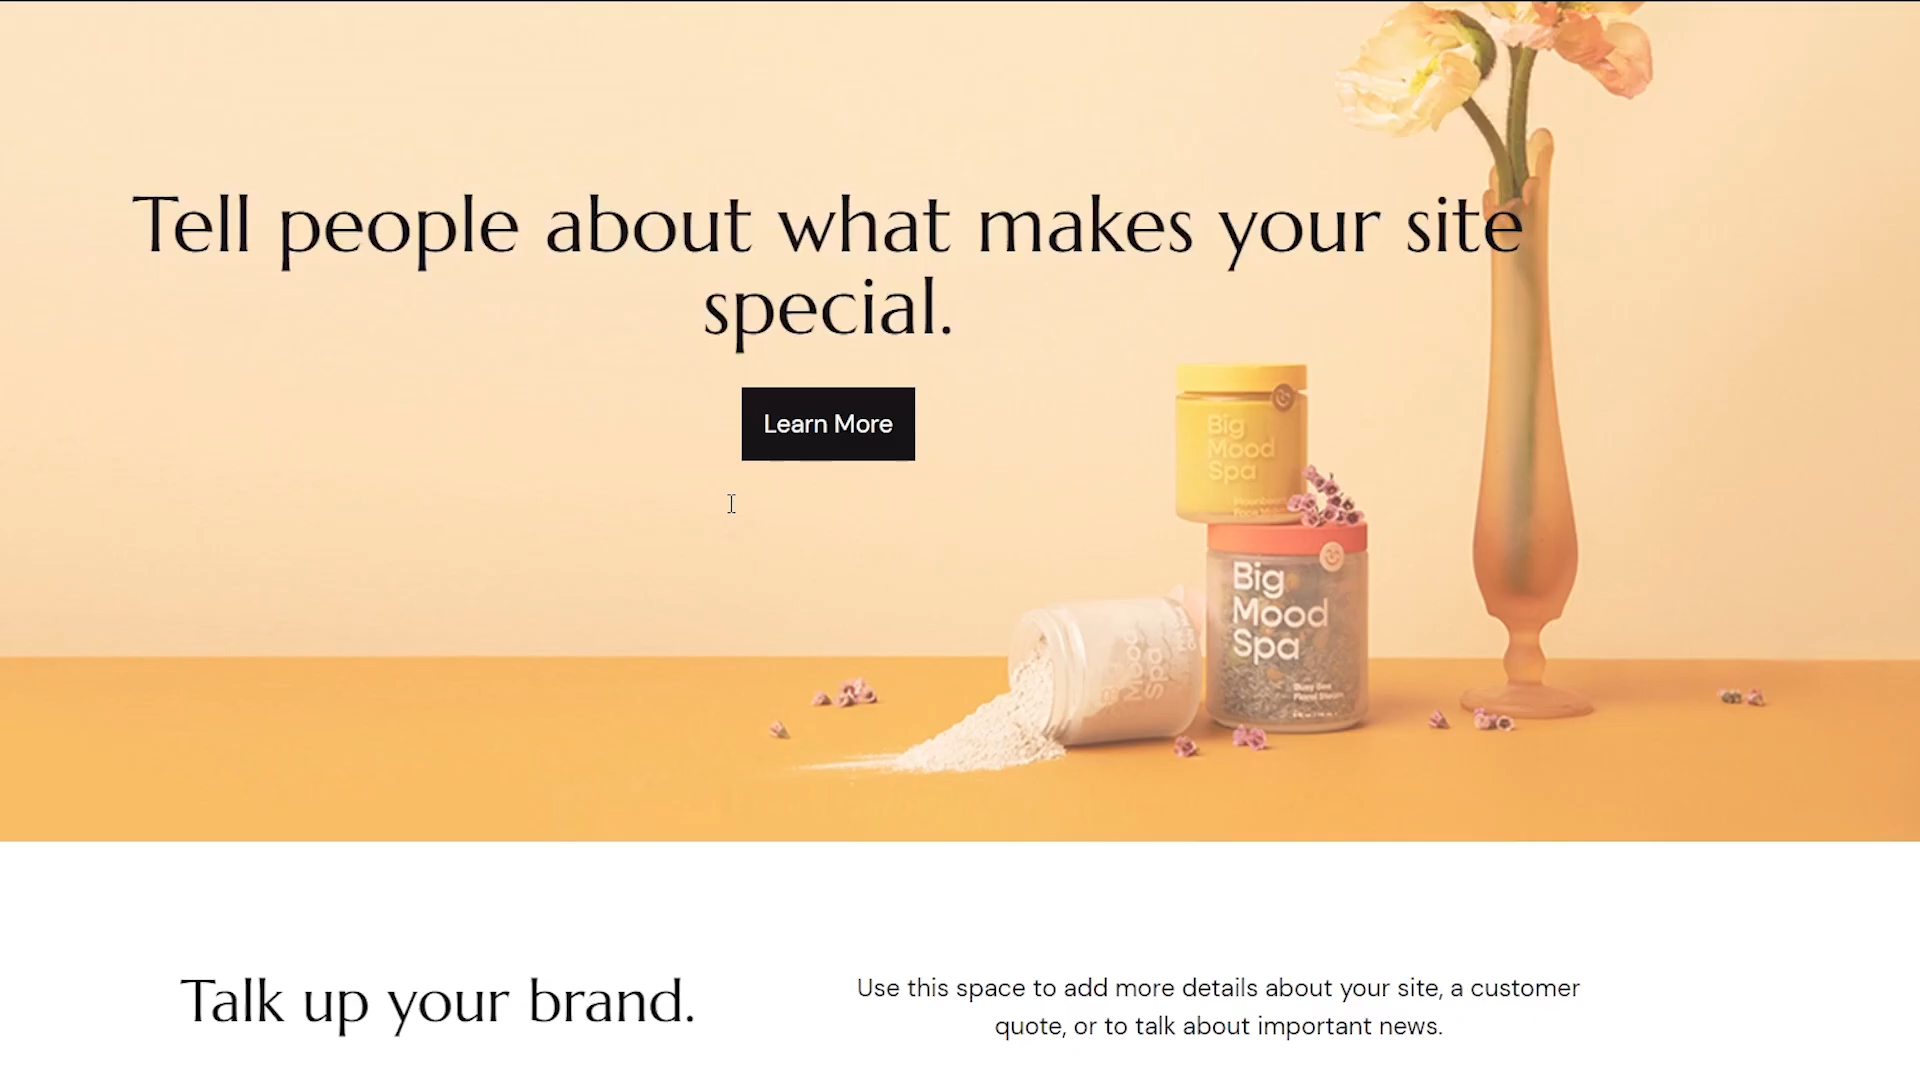 Tell people about what makes your site
special.
Learn More
Big
Mood
Spa
Big
Mood
Spa
Mood
Spa
Talk up your brand.
Use this space to add more details about your site, a customer
quote, or to talk about important news.